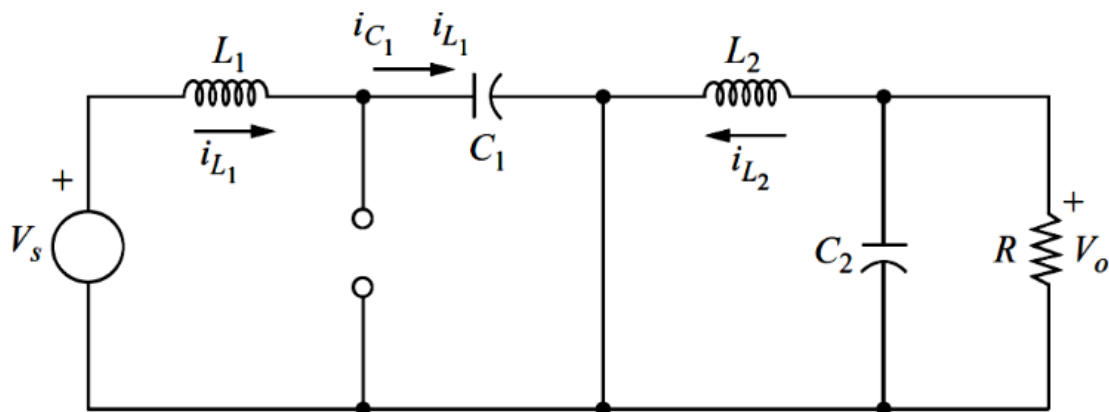 i_{C_1} i_{L_1}
L_1 L_2
C_1
i_{L_1} i_{L_2}
+ +
V_s C_2 R V_o